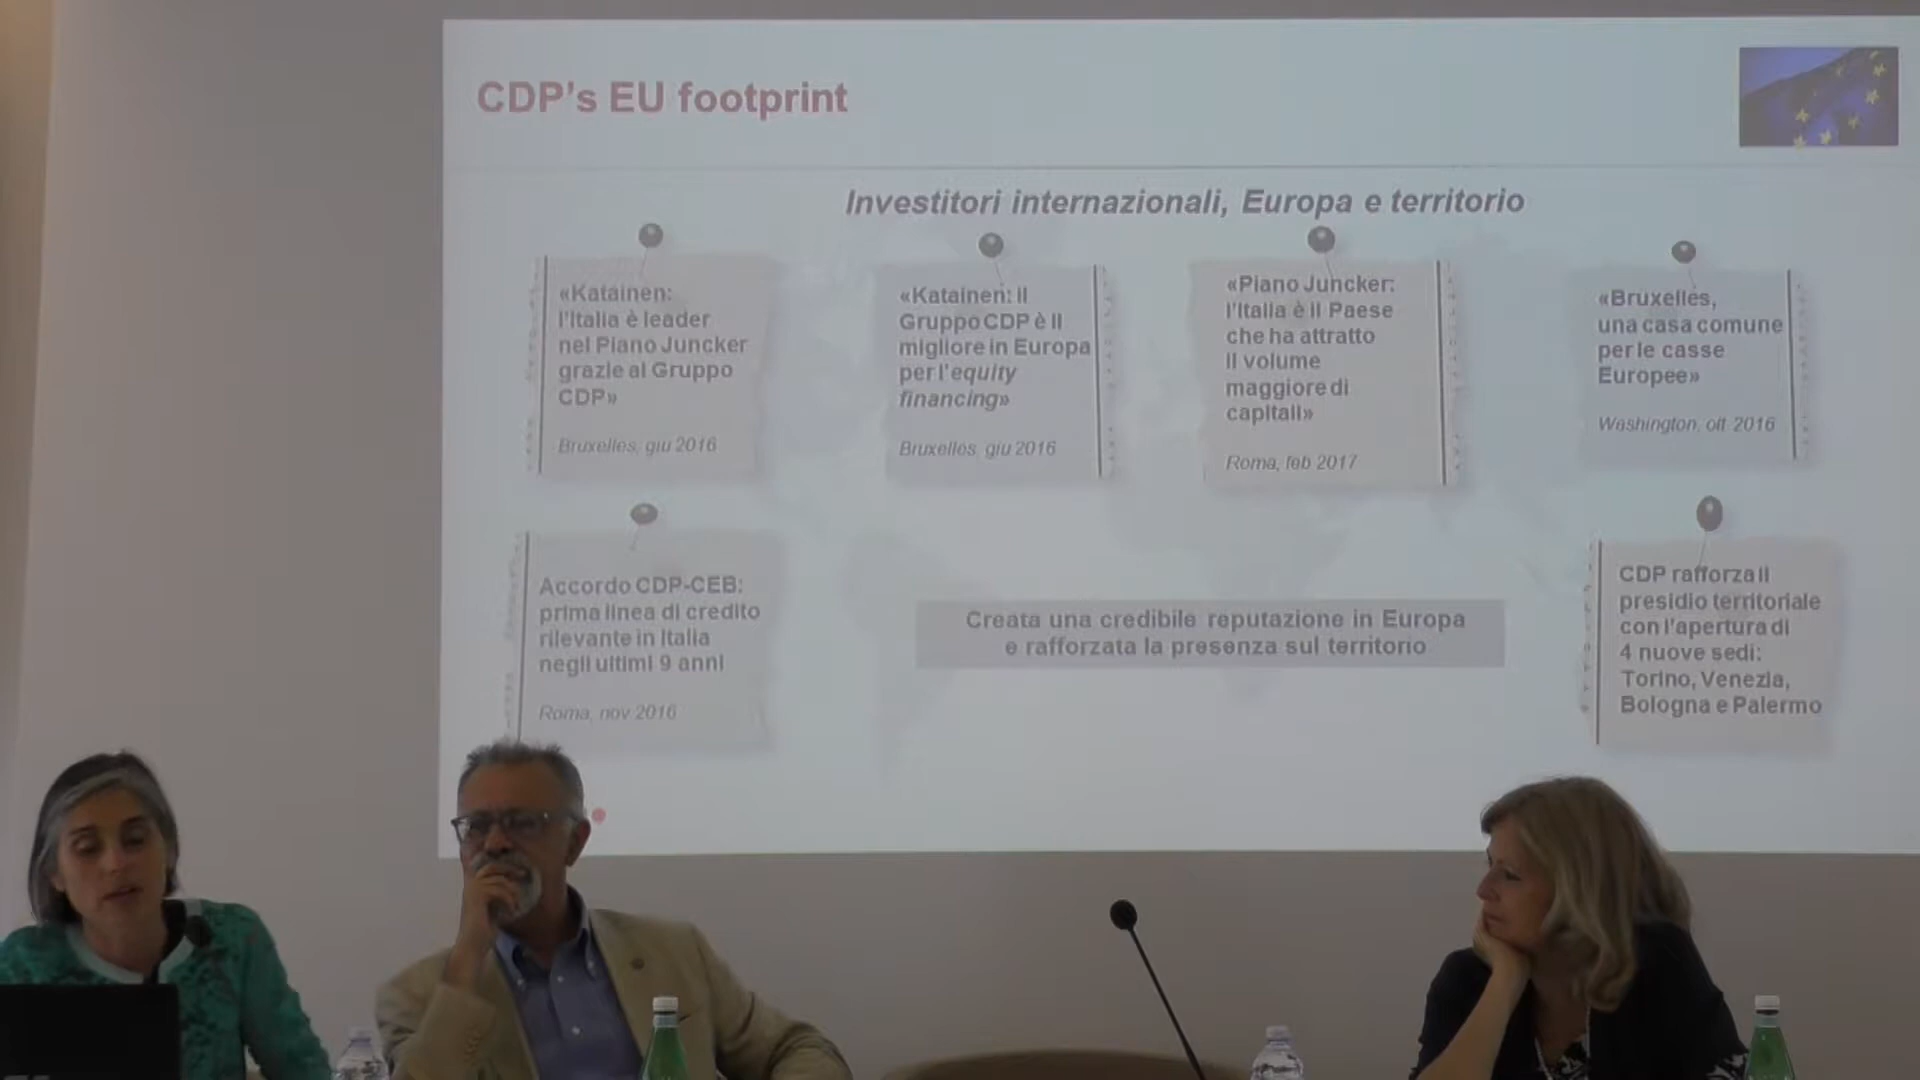 CDP's EU footprint
Investitori internazionali, Europa e territorio
«Katainen:
l'Italia è leader
nel Piano Juncker
grazie al Gruppo
CDP»
Bruxelles, giu 2016
«Katainen: il
Gruppo CDP è il
migliore in Europa
per l'equity
financing»
Bruxelles, giu 2016
«Piano Juncker:
l'Italia è il Paese
che ha attratto
il volume
maggiore di
capitali»
Roma, feb 2017
«Bruxelles,
una casa comune
per le casse
Europee»
Washington, ott 2016
Accordo CDP-CEB:
prima linea di credito
rilevante in Italia
negli ultimi 9 anni
Roma, nov 2016
Creata una credibile reputazione in Europa
e rafforzata la presenza sul territorio
CDP rafforza il
presidio territoriale
con l'apertura di
4 nuove sedi:
Torino, Venezia,
Bologna e Palermo